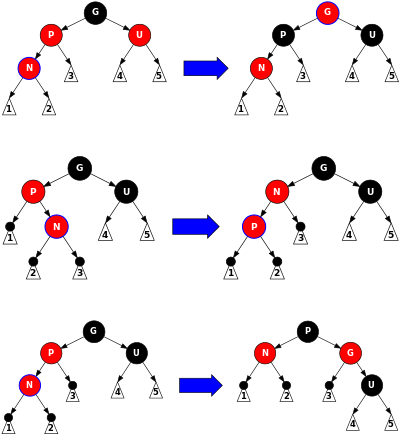 G G
P U P U
N 3 4 5 N 3 4 5
1 2 1 2
G G
P U N U
1 N 4 5 P 3 4 5
2 3 1 2
G P
P U N G
N 3 4 5 1 2 3 U
1 2 4 5